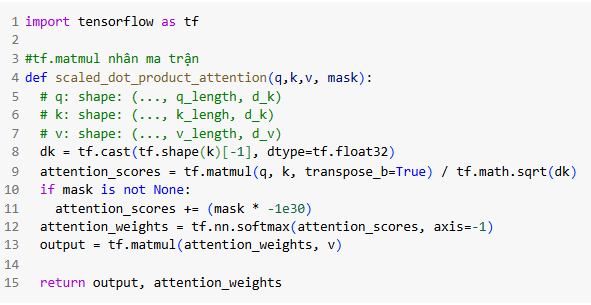 1 import tensorflow as tf
2
3 #tf.matmul nhân ma trận
4 def scaled_dot_product_attention(q,k,v, mask):
5   # q: shape: (..., q_length, d_k)
6   # k: shape: (..., k_lengh, d_k)
7   # v: shape: (..., v_length, d_v)
8   dk = tf.cast(tf.shape(k)[-1], dtype=tf.float32)
9   attention_scores = tf.matmul(q, k, transpose_b=True) / tf.math.sqrt(dk)
10   if mask is not None:
11     attention_scores += (mask * -1e30)
12   attention_weights = tf.nn.softmax(attention_scores, axis=-1)
13   output = tf.matmul(attention_weights, v)
14
15   return output, attention_weights